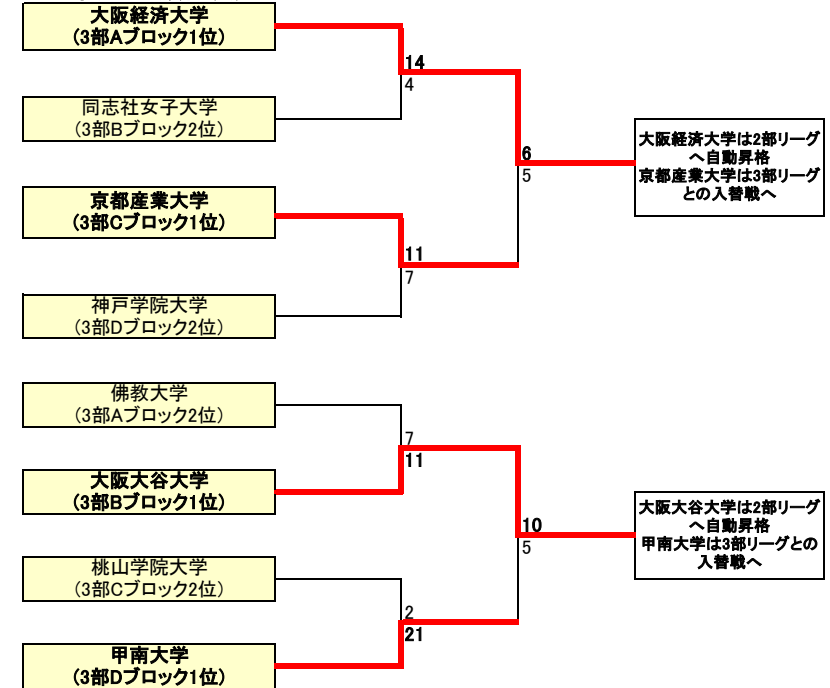 大阪経済大学
(3部Aブロック1位)
14
4
同志社女子大学
(3部Bブロック2位)
6
5
大阪経済大学は2部リーグ
へ自動昇格
京都産業大学は3部リーグ
との入替戦へ
京都産業大学
(3部Cブロック1位)
11
7
神戸学院大学
(3部Dブロック2位)
佛教大学
(3部Aブロック2位)
7
11
大阪大谷大学
(3部Bブロック1位)
10
5
大阪大谷大学は2部リーグ
へ自動昇格
甲南大学は3部リーグとの
入替戦へ
桃山学院大学
(3部Cブロック2位)
2
21
甲南大学
(3部Dブロック1位)